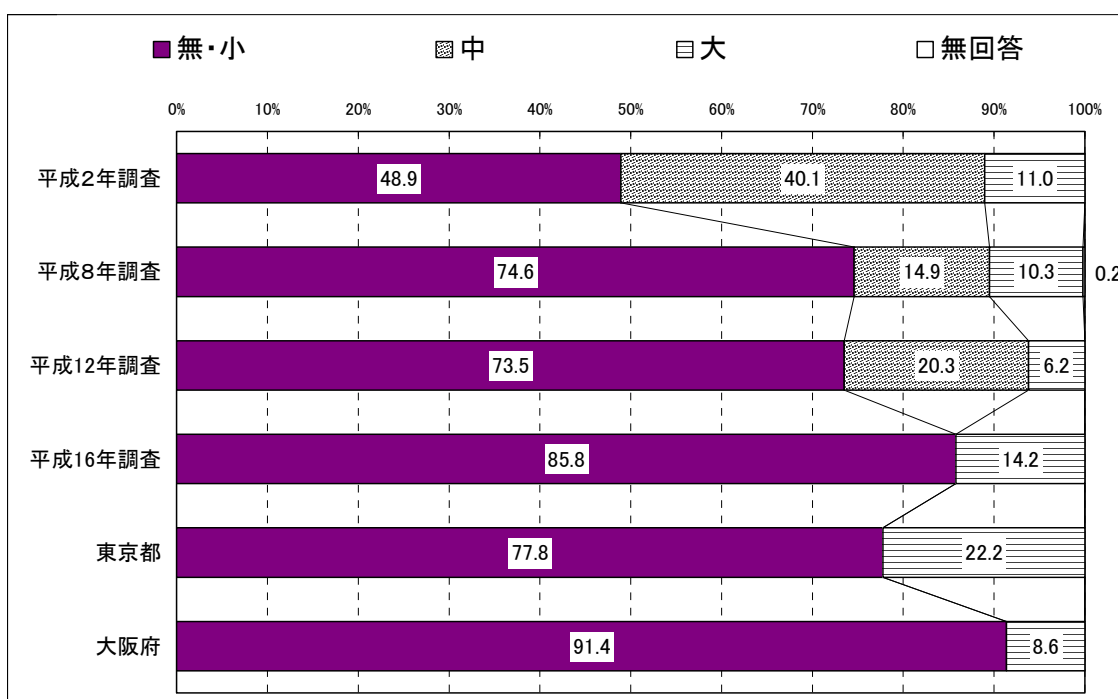 無・小 中 大 無回答
0% 10% 20% 30% 40% 50% 60% 70% 80% 90% 100%
平成2年調査 48.9 40.1 11.0
平成8年調査 74.6 14.9 10.3 0.2
平成12年調査 73.5 20.3 6.2
平成16年調査 85.8 14.2
東京都 77.8 22.2
大阪府 91.4 8.6